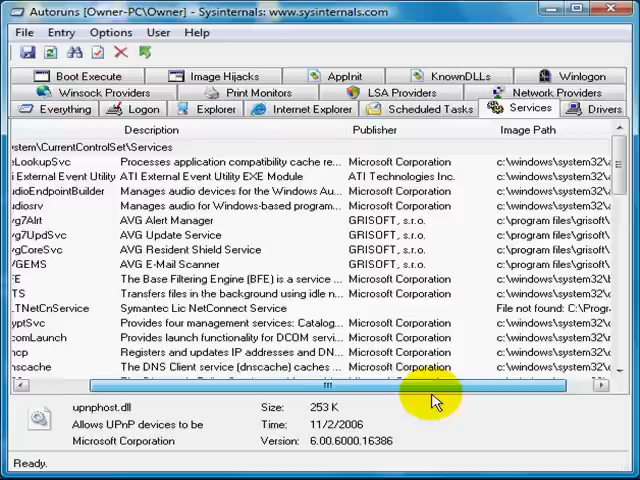 Autoruns [Owner-PC\Owner] - Sysinternals: www.sysinternals.com
File Entry Options User Help
Boot Execute Image Hijacks AppInit KnownDLLs Winlogon
Winsock Providers Print Monitors LSA Providers Network Providers
Everything Logon Explorer Internet Explorer Scheduled Tasks Services Drivers
Description Publisher Image Path
ystem\CurrentControlSet\Services
eLookupSvc Processes application compatibility cache re... Microsoft Corporation c:\windows\system32\a
i External Event Utility ATI External Event Utility EXE Module ATI Technologies Inc. c:\windows\system32\a
udioEndpointBuilder Manages audio devices for the Windows Au... Microsoft Corporation c:\windows\system32\a
udiosrv Manages audio for Windows-based program... Microsoft Corporation c:\windows\system32\a
vg7Alrt AVG Alert Manager GRISOFT, s.r.o. c:\program files\grisoft\
vg7UpdSvc AVG Update Service GRISOFT, s.r.o. c:\program files\grisoft\
vgCoreSvc AVG Resident Shield Service GRISOFT, s.r.o. c:\program files\grisoft\
VGEMS AVG E-Mail Scanner GRISOFT, s.r.o. c:\program files\grisoft\
FE The Base Filtering Engine (BFE) is a service ... Microsoft Corporation c:\windows\system32\b
TS Transfers files in the background using idle n... Microsoft Corporation c:\windows\system32\
LTNetCnService Symantec Lic NetConnect Service File not found: C:\Progr
yptSvc Provides four management services: Catalog... Microsoft Corporation c:\windows\system32\
comLaunch Provides launch functionality for DCOM servi... Microsoft Corporation c:\windows\system32\
hcp Registers and updates IP addresses and DN... Microsoft Corporation c:\windows\system32\
nscache The DNS Client service (dnscache) caches ... Microsoft Corporation c:\windows\system32\
upnphost.dll Size: 253 K
Allows UPnP devices to be Time: 11/2/2006
Microsoft Corporation Version: 6.00.6000.16386
Ready.